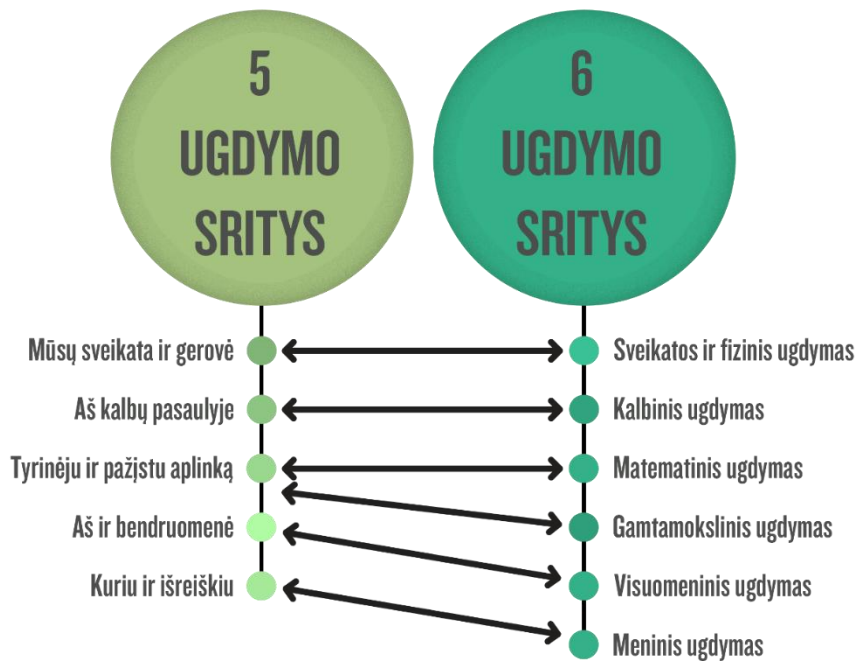 5
UGDYMO
SRITYS
6
UGDYMO
SRITYS
Mūsų sveikata ir gerovė
Sveikatos ir fizinis ugdymas
Aš kalbų pasaulyje
Kalbinis ugdymas
Tyrinėju ir pažįstu aplinką
Matematinis ugdymas
Gamtamokslinis ugdymas
Aš ir bendruomenė
Visuomeninis ugdymas
Kuriu ir išreiškiu
Meninis ugdymas